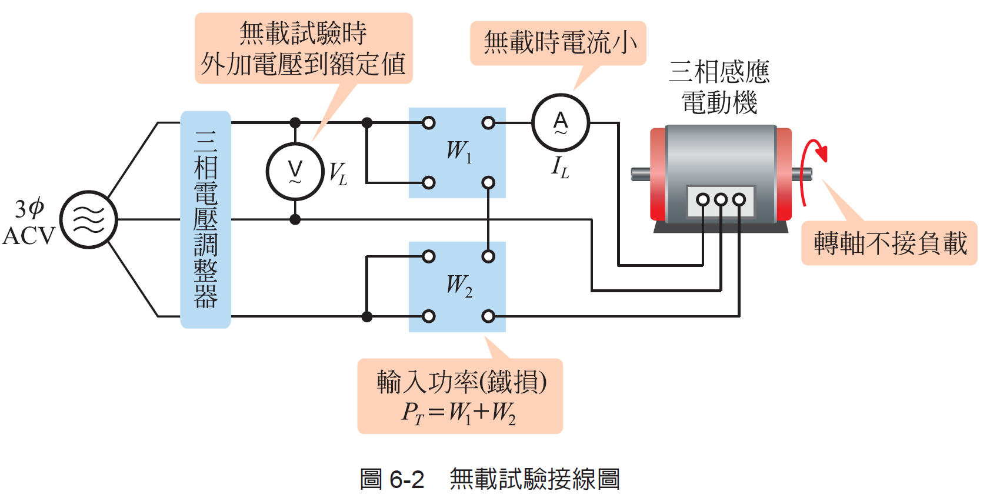 無載試驗時
外加電壓到額定值
無載時電流小
三相感應
電動機
三相電壓調整器
3ϕ
ACV
V
~
V_L
W_1
A
~
I_L
W_2
轉軸不接負載
輸入功率(鐵損)
P_T=W_1+W_2
圖 6-2 無載試驗接線圖